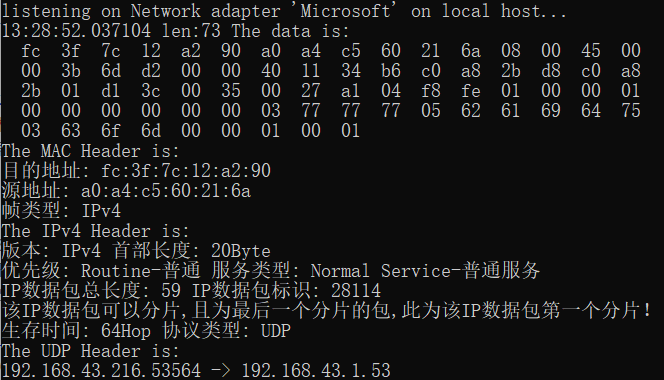 listening on Network adapter 'Microsoft' on local host...
13:28:52.037104 len:73 The data is:
fc 3f 7c 12 a2 90 a0 a4 c5 60 21 6a 08 00 45 00
00 3b 6d d2 00 00 40 11 34 b6 c0 a8 2b d8 c0 a8
2b 01 d1 3c 00 35 00 27 a1 04 f8 fe 01 00 00 01
00 00 00 00 00 00 03 77 77 77 05 62 61 69 64 75
03 63 6f 6d 00 00 01 00 01
The MAC Header is:
目的地址: fc:3f:7c:12:a2:90
源地址: a0:a4:c5:60:21:6a
帧类型: IPv4
The IPv4 Header is:
版本: IPv4 首部长度: 20Byte
优先级: Routine-普通 服务类型: Normal Service-普通服务
IP数据包总长度: 59 IP数据包标识: 28114
该IP数据包可以分片,且为最后一个分片的包,此为该IP数据包第一个分片!
生存时间: 64Hop 协议类型: UDP
The UDP Header is:
192.168.43.216.53564 -> 192.168.43.1.53